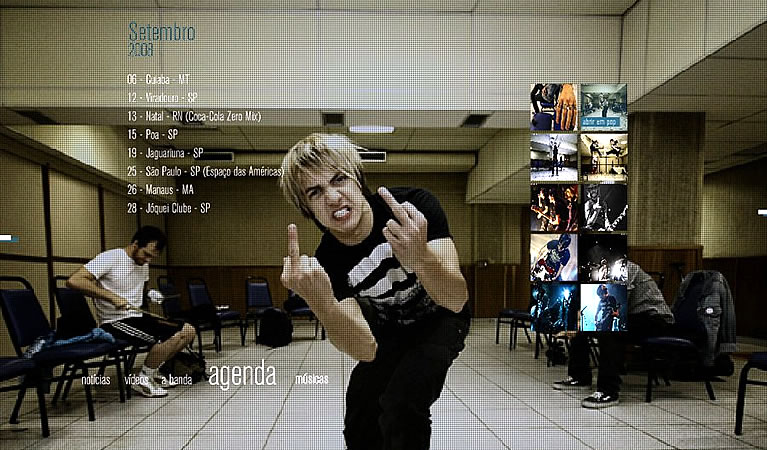 Setembro
2008
06 - Cuiaba - MT
12 - Viradouro - SP
13 - Natal - RN (Coca-Cola Zero Mix)
15 - Poa - SP
19 - Jaguariuna - SP
25 - São Paulo - SP (Espaço das Américas)
26 - Manaus - MA
28 - Jóquei Clube - SP
abrir em pop
notícias vídeos a banda agenda músicas